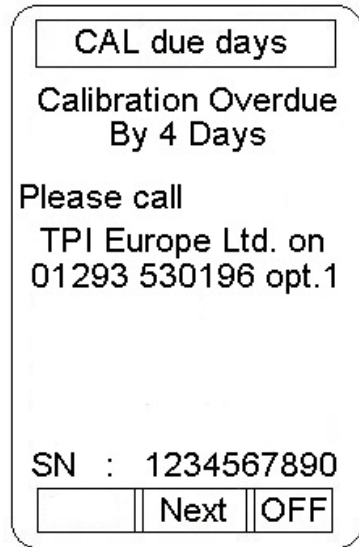 CAL due days
Calibration Overdue
By 4 Days
Please call
TPI Europe Ltd. on
01293 530196 opt.1
SN : 1234567890
Next OFF